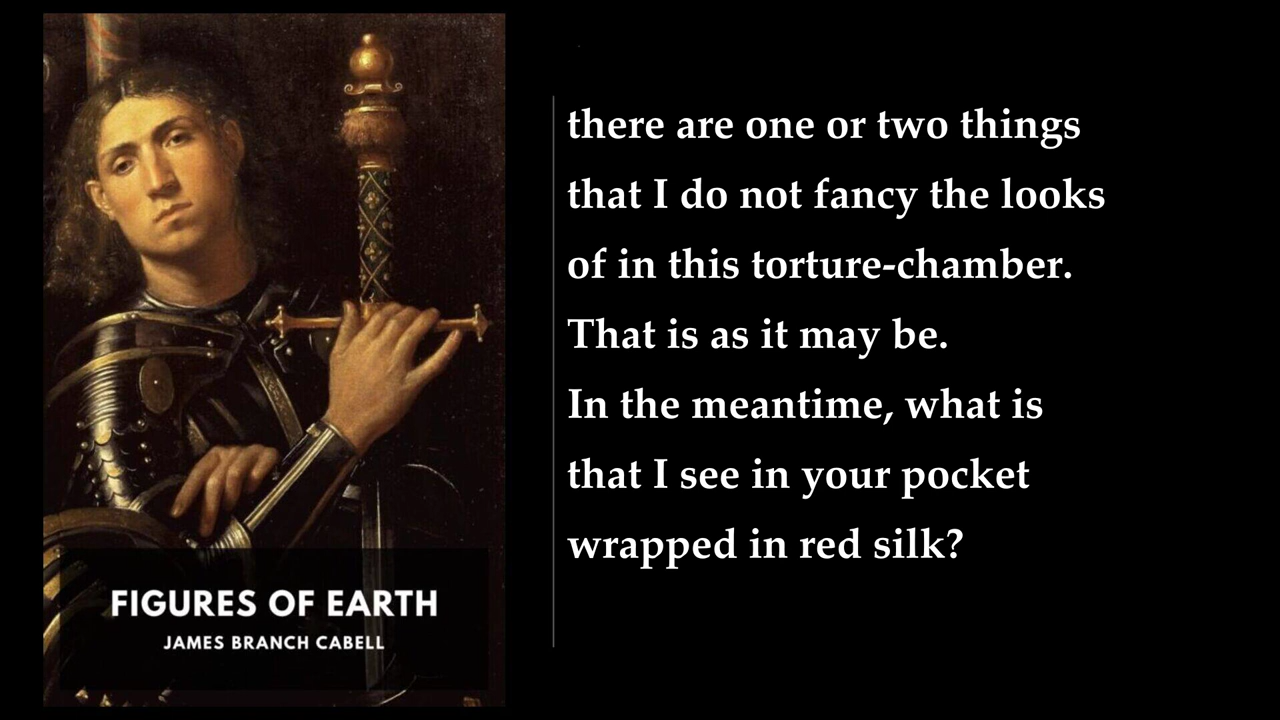 FIGURES OF EARTH
JAMES BRANCH CABELL
there are one or two things
that I do not fancy the looks
of in this torture-chamber.
That is as it may be.
In the meantime, what is
that I see in your pocket
wrapped in red silk?